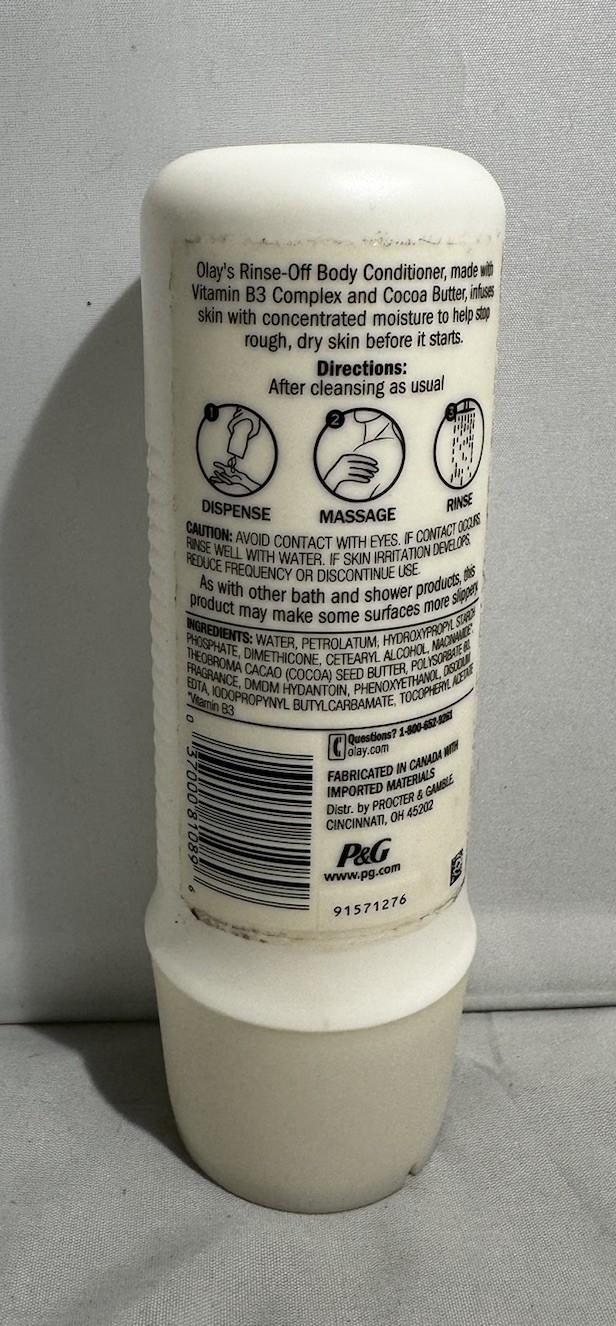 Olay's Rinse-Off Body Conditioner, made with
Vitamin B3 Complex and Cocoa Butter, infuses
skin with concentrated moisture to help stop
rough, dry skin before it starts.
Directions:
After cleansing as usual
1 2 3
DISPENSE MASSAGE RINSE
CAUTION: AVOID CONTACT WITH EYES. IF CONTACT OCCURS,
RINSE WELL WITH WATER. IF SKIN IRRITATION DEVELOPS,
REDUCE FREQUENCY OR DISCONTINUE USE.
As with other bath and shower products, this
product may make some surfaces more slippery.
INGREDIENTS: WATER, PETROLATUM, HYDROXYPROPYL STARCH
PHOSPHATE, DIMETHICONE, CETEARYL ALCOHOL, NIACINAMIDE*,
THEOBROMA CACAO (COCOA) SEED BUTTER, POLYSORBATE 60,
FRAGRANCE, DMDM HYDANTOIN, PHENOXYETHANOL, DISODIUM
EDTA, IODOPROPYNYL BUTYLCARBAMATE, TOCOPHERYL ACETATE
*Vitamin B3
0 37000 81089 6
Questions? 1-800-652-9261
olay.com
FABRICATED IN CANADA WITH
IMPORTED MATERIALS
Distr. by PROCTER & GAMBLE,
CINCINNATI, OH 45202
P&G
www.pg.com
91571276